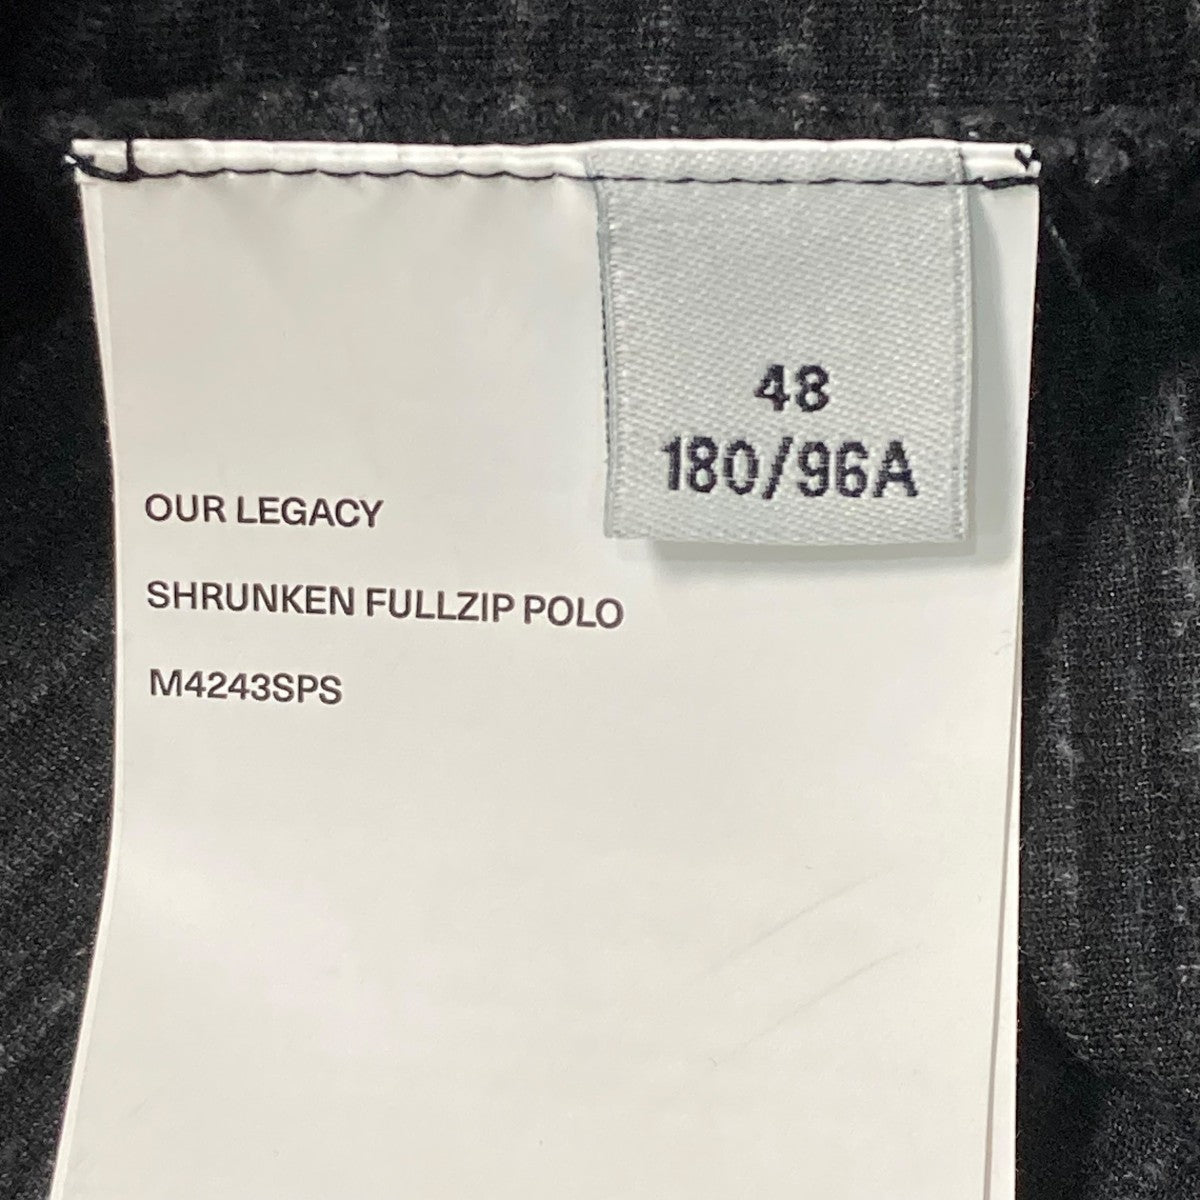 48
180/96A
OUR LEGACY
SHRUNKEN FULLZIP POLO
M4243SPS